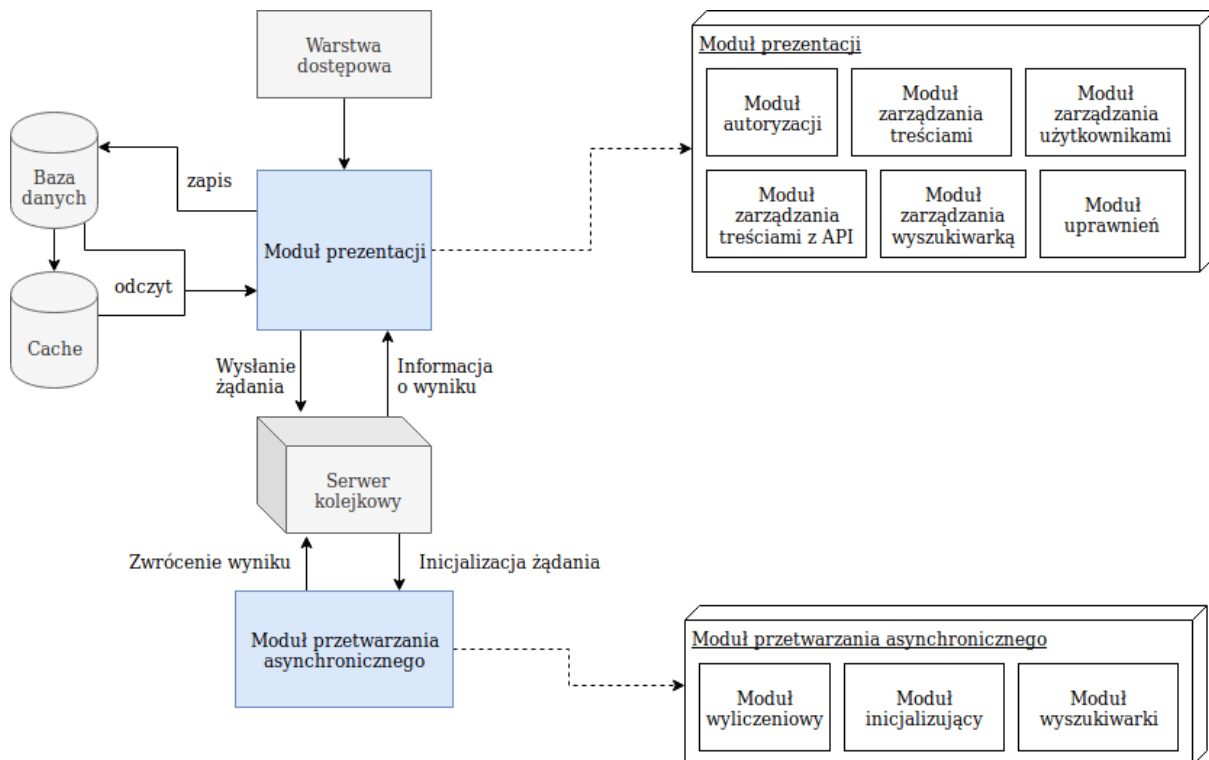 Warstwa
dostępowa
Baza
danych
zapis
Moduł prezentacji
odczyt
Cache
Wysłanie
żądania
Informacja
o wyniku
Serwer
kolejkowy
Zwrócenie wyniku
Inicjalizacja żądania
Moduł przetwarzania
asynchronicznego
Moduł prezentacji
Moduł
autoryzacji
Moduł
zarządzania
treściami
Moduł
zarządzania
użytkownikami
Moduł
zarządzania
treściami z API
Moduł
zarządzania
wyszukiwarką
Moduł
uprawnień
Moduł przetwarzania asynchronicznego
Moduł
wyliczeniowy
Moduł
inicjalizujący
Moduł
wyszukiwarki